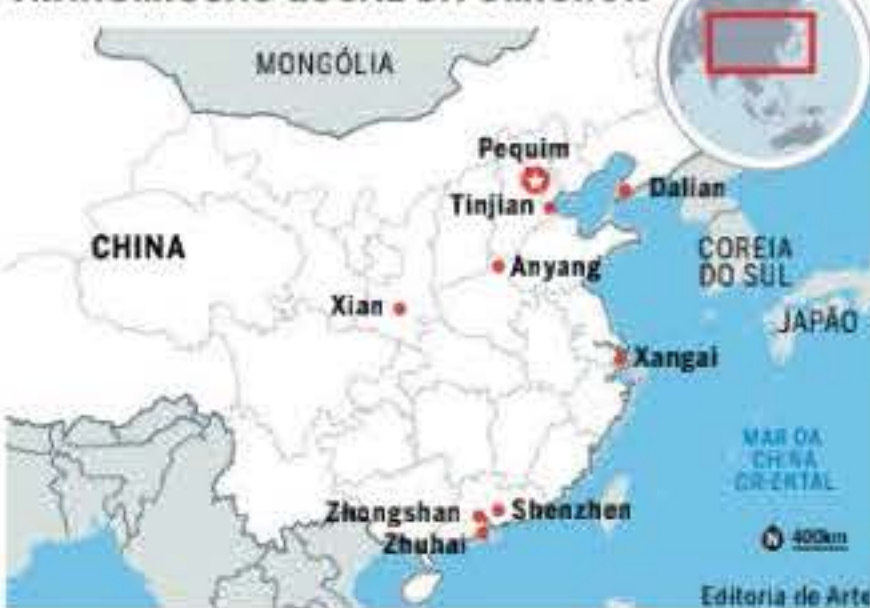 MONGÓLIA
Pequim
Tinjian
Dalian
CHINA
Anyang
COREIA
DO SUL
Xian
JAPÃO
Xangai
MAR DA
CHINA
ORIENTAL
Zhongshan
Shenzhen
Zhuhai
N 400km
Editoria de Arte